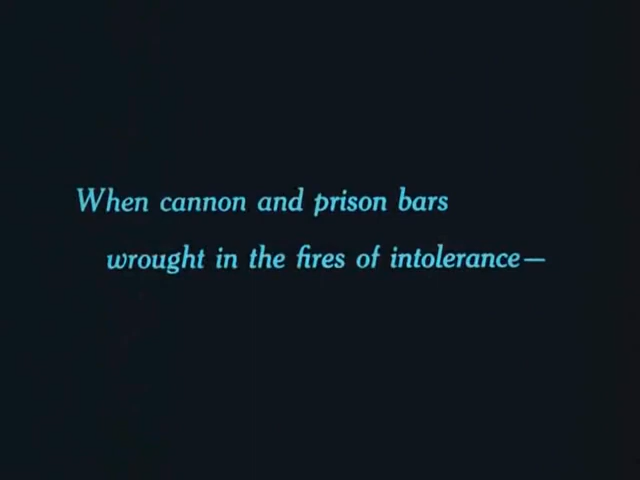 When cannon and prison bars
wrought in the fires of intolerance—